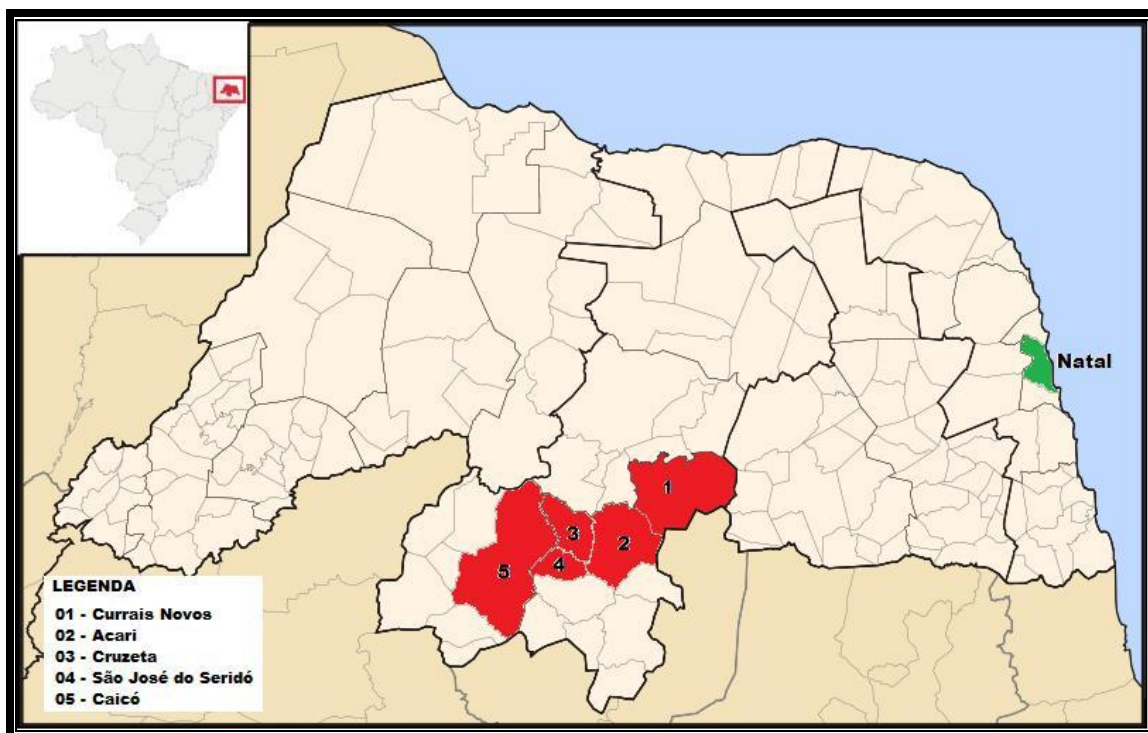 Natal
1
3
2
4
5
LEGENDA
01 - Currais Novos
02 - Acari
03 - Cruzeta
04 - São José do Seridó
05 - Caicó